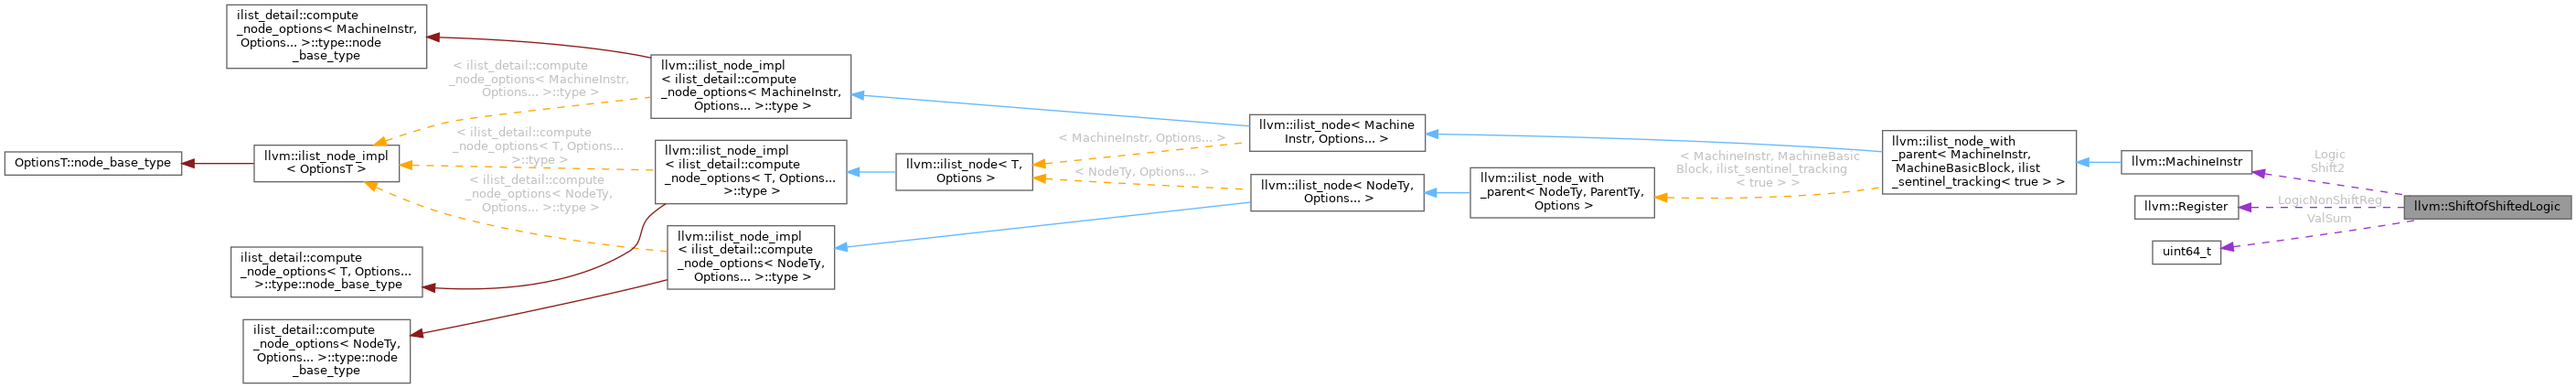 ilist_detail::compute
_node_options< MachineInstr,
Options... >::type::node
_base_type
OptionsT::node_base_type
llvm::ilist_node_impl
< OptionsT >
ilist_detail::compute
_node_options< T, Options...
>::type::node_base_type
ilist_detail::compute
_node_options< NodeTy,
Options... >::type::node
_base_type
< ilist_detail::compute
_node_options< MachineInstr,
Options... >::type >
< ilist_detail::compute
_node_options< T, Options...
>::type >
< ilist_detail::compute
_node_options< NodeTy,
Options... >::type >
llvm::ilist_node_impl
< ilist_detail::compute
_node_options< MachineInstr,
Options... >::type >
llvm::ilist_node_impl
< ilist_detail::compute
_node_options< T, Options...
>::type >
llvm::ilist_node_impl
< ilist_detail::compute
_node_options< NodeTy,
Options... >::type >
llvm::ilist_node< T,
Options >
< MachineInstr, Options... >
< NodeTy, Options... >
llvm::ilist_node< Machine
Instr, Options... >
llvm::ilist_node< NodeTy,
Options... >
llvm::ilist_node_with
_parent< NodeTy, ParentTy,
Options >
< MachineInstr, MachineBasic
Block, ilist_sentinel_tracking
< true > >
llvm::ilist_node_with
_parent< MachineInstr,
MachineBasicBlock, ilist
_sentinel_tracking< true > >
llvm::MachineInstr
llvm::Register
uint64_t
Logic
Shift2
LogicNonShiftReg
ValSum
llvm::ShiftOfShiftedLogic